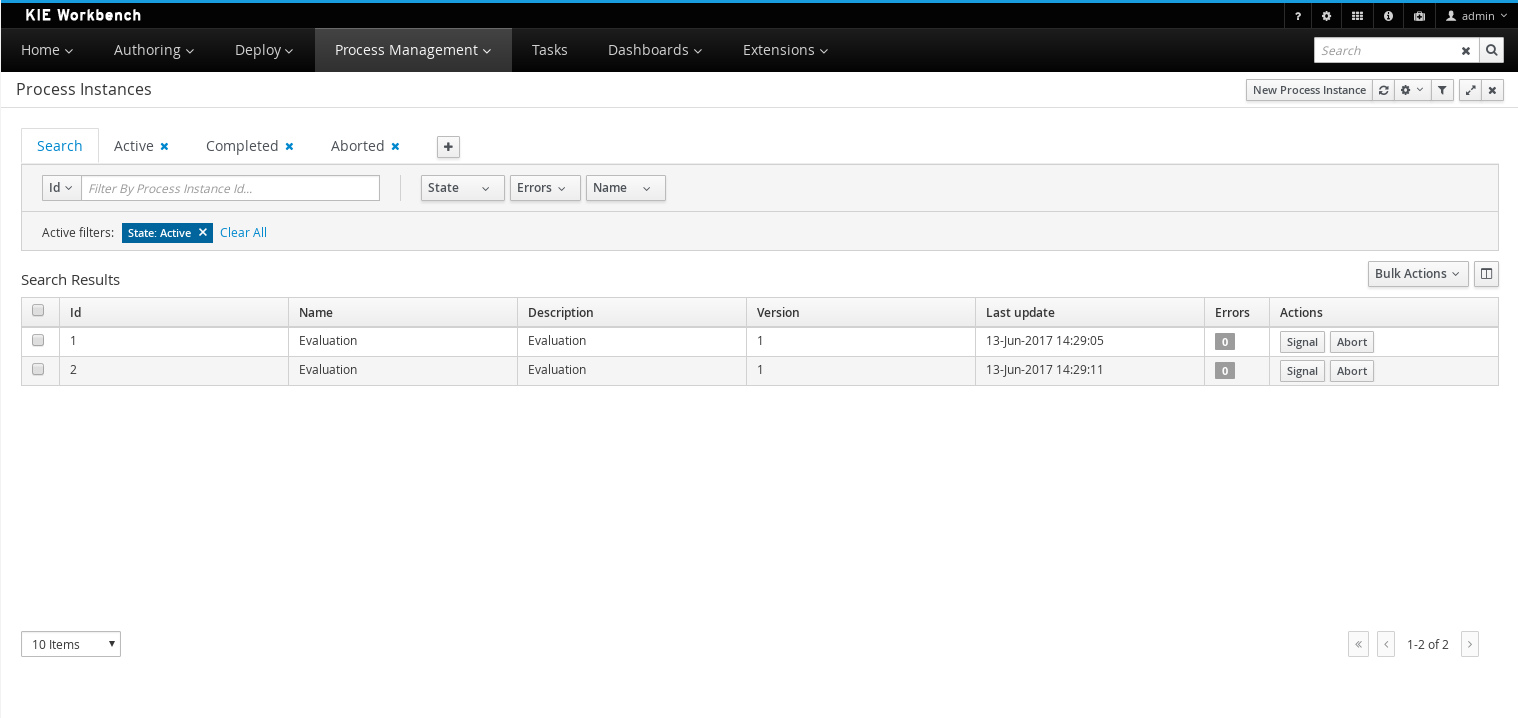 KIE Workbench
? admin
Home Authoring Deploy Process Management Tasks Dashboards Extensions Search
Process Instances New Process Instance
Search Active Completed Aborted
Id Filter By Process Instance Id... State Errors Name
Active filters: State: Active Clear All
Search Results Bulk Actions
Id Name Description Version Last update Errors Actions
1 Evaluation Evaluation 1 13-Jun-2017 14:29:05 0 Signal Abort
2 Evaluation Evaluation 1 13-Jun-2017 14:29:11 0 Signal Abort
10 Items 1-2 of 2